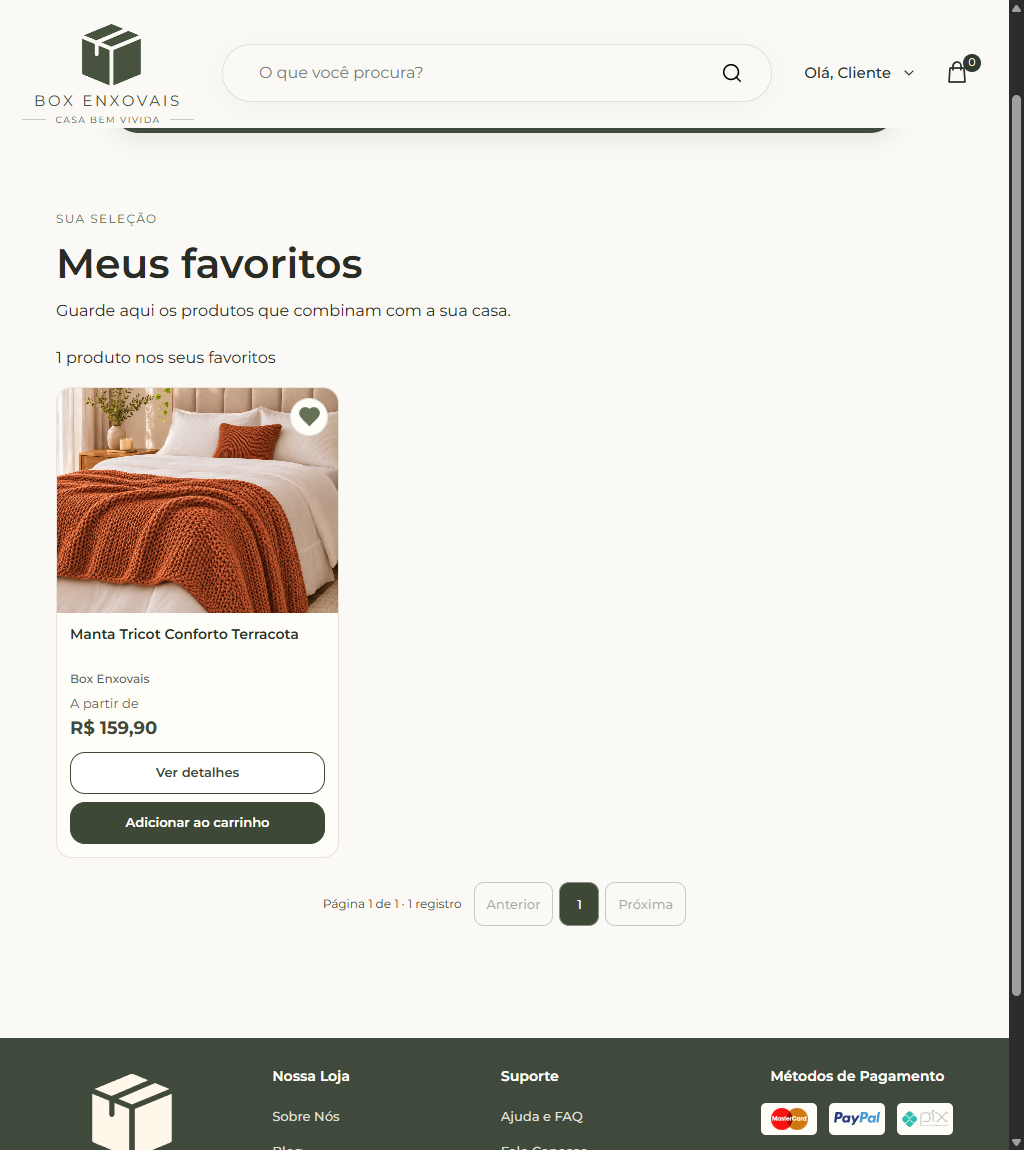 BOX ENXOVAIS
CASA BEM VIVIDA
O que você procura?
Olá, Cliente
0
SUA SELEÇÃO
Meus favoritos
Guarde aqui os produtos que combinam com a sua casa.
1 produto nos seus favoritos
Manta Tricot Conforto Terracota
Box Enxovais
A partir de
R$ 159,90
Ver detalhes
Adicionar ao carrinho
Página 1 de 1 · 1 registro
Anterior
1
Próxima
Nossa Loja
Suporte
Métodos de Pagamento
Sobre Nós
Ajuda e FAQ
MasterCard
PayPal
pix
Blog
Fale Conosco